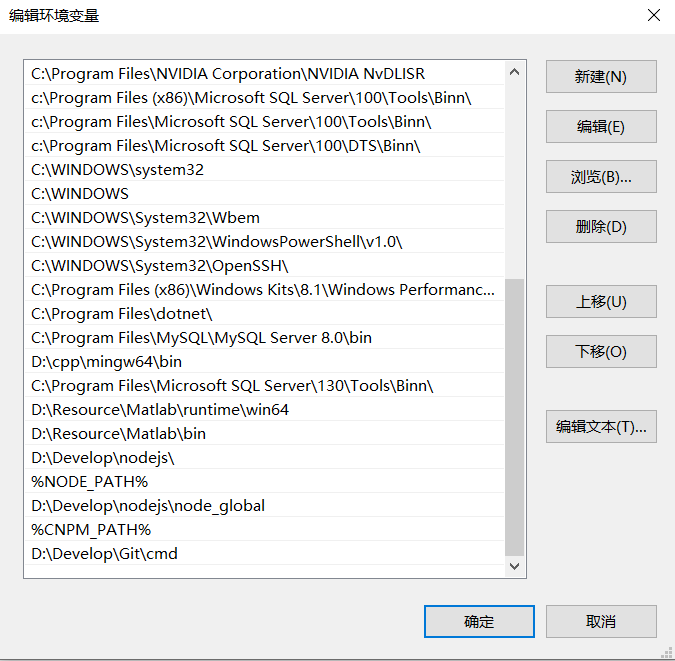 编辑环境变量
C:\Program Files\NVIDIA Corporation\NVIDIA NvDLISR
c:\Program Files (x86)\Microsoft SQL Server\100\Tools\Binn\
c:\Program Files\Microsoft SQL Server\100\Tools\Binn\
c:\Program Files\Microsoft SQL Server\100\DTS\Binn\
C:\WINDOWS\system32
C:\WINDOWS
C:\WINDOWS\System32\Wbem
C:\WINDOWS\System32\WindowsPowerShell\v1.0\
C:\WINDOWS\System32\OpenSSH\
C:\Program Files (x86)\Windows Kits\8.1\Windows Performanc...
C:\Program Files\dotnet\
C:\Program Files\MySQL\MySQL Server 8.0\bin
D:\cpp\mingw64\bin
C:\Program Files\Microsoft SQL Server\130\Tools\Binn\
D:\Resource\Matlab\runtime\win64
D:\Resource\Matlab\bin
D:\Develop\nodejs\
%NODE_PATH%
D:\Develop\nodejs\node_global
%CNPM_PATH%
D:\Develop\Git\cmd
新建(N)
编辑(E)
浏览(B)...
删除(D)
上移(U)
下移(O)
编辑文本(T)...
确定
取消